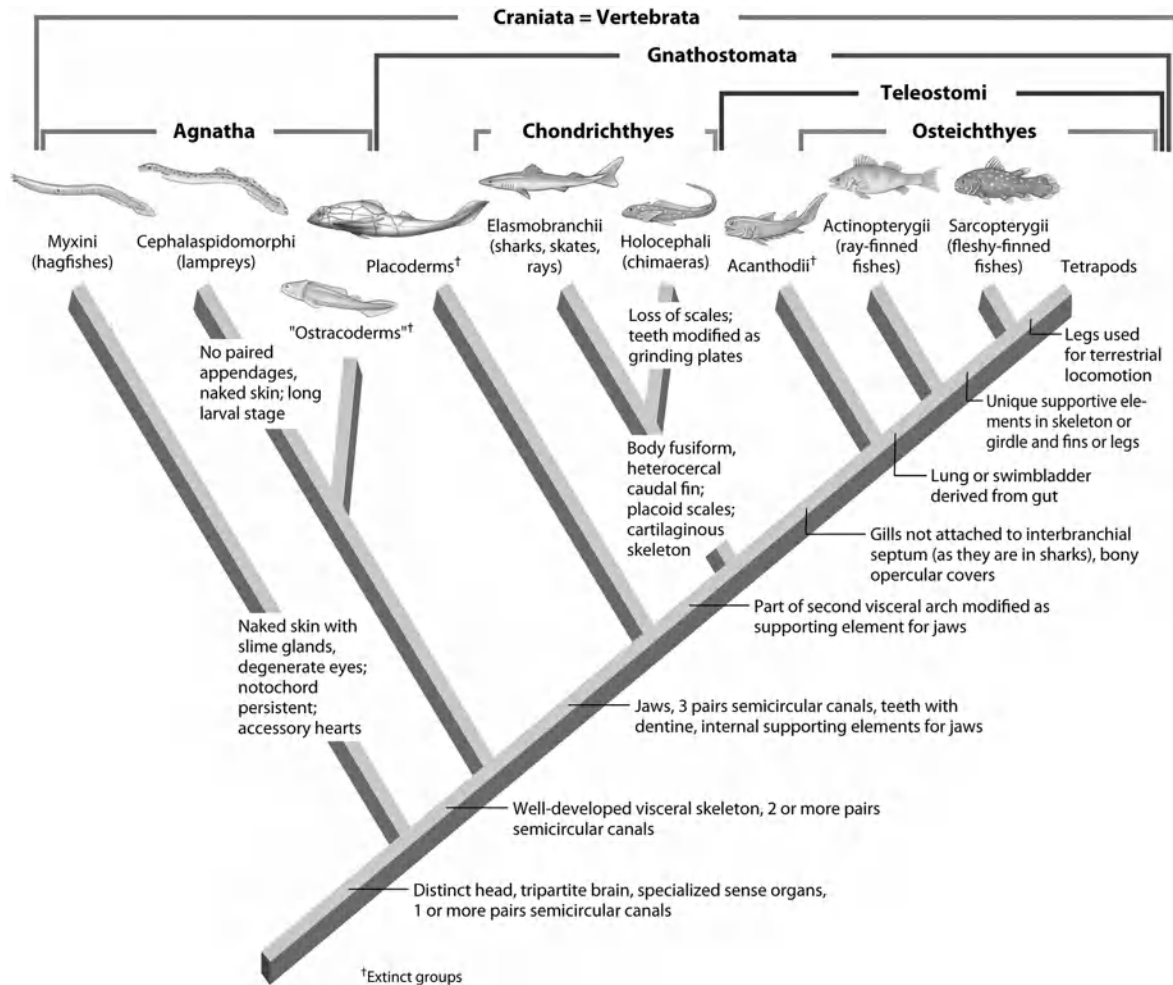 Craniata = Vertebrata
Gnathostomata
Teleostomi
Agnatha
Chondrichthyes
Osteichthyes
Myxini
(hagfishes)
Cephalaspidomorphi
(lampreys)
"Ostracoderms"†
Placoderms†
Elasmobranchii
(sharks, skates,
rays)
Holocephali
(chimaeras)
Acanthodii†
Actinopterygii
(ray-finned
fishes)
Sarcopterygii
(fleshy-finned
fishes)
Tetrapods
No paired
appendages,
naked skin; long
larval stage
Loss of scales;
teeth modified as
grinding plates
Legs used
for terrestrial
locomotion
Unique supportive ele-
ments in skeleton or
girdle and fins or legs
Body fusiform,
heterocercal
caudal fin;
placoid scales;
cartilaginous
skeleton
Lung or swimbladder
derived from gut
Gills not attached to interbranchial
septum (as they are in sharks), bony
opercular covers
Part of second visceral arch modified as
supporting element for jaws
Naked skin with
slime glands,
degenerate eyes;
notochord
persistent;
accessory hearts
Jaws, 3 pairs semicircular canals, teeth with
dentine, internal supporting elements for jaws
Well-developed visceral skeleton, 2 or more pairs
semicircular canals
Distinct head, tripartite brain, specialized sense organs,
1 or more pairs semicircular canals
†Extinct groups